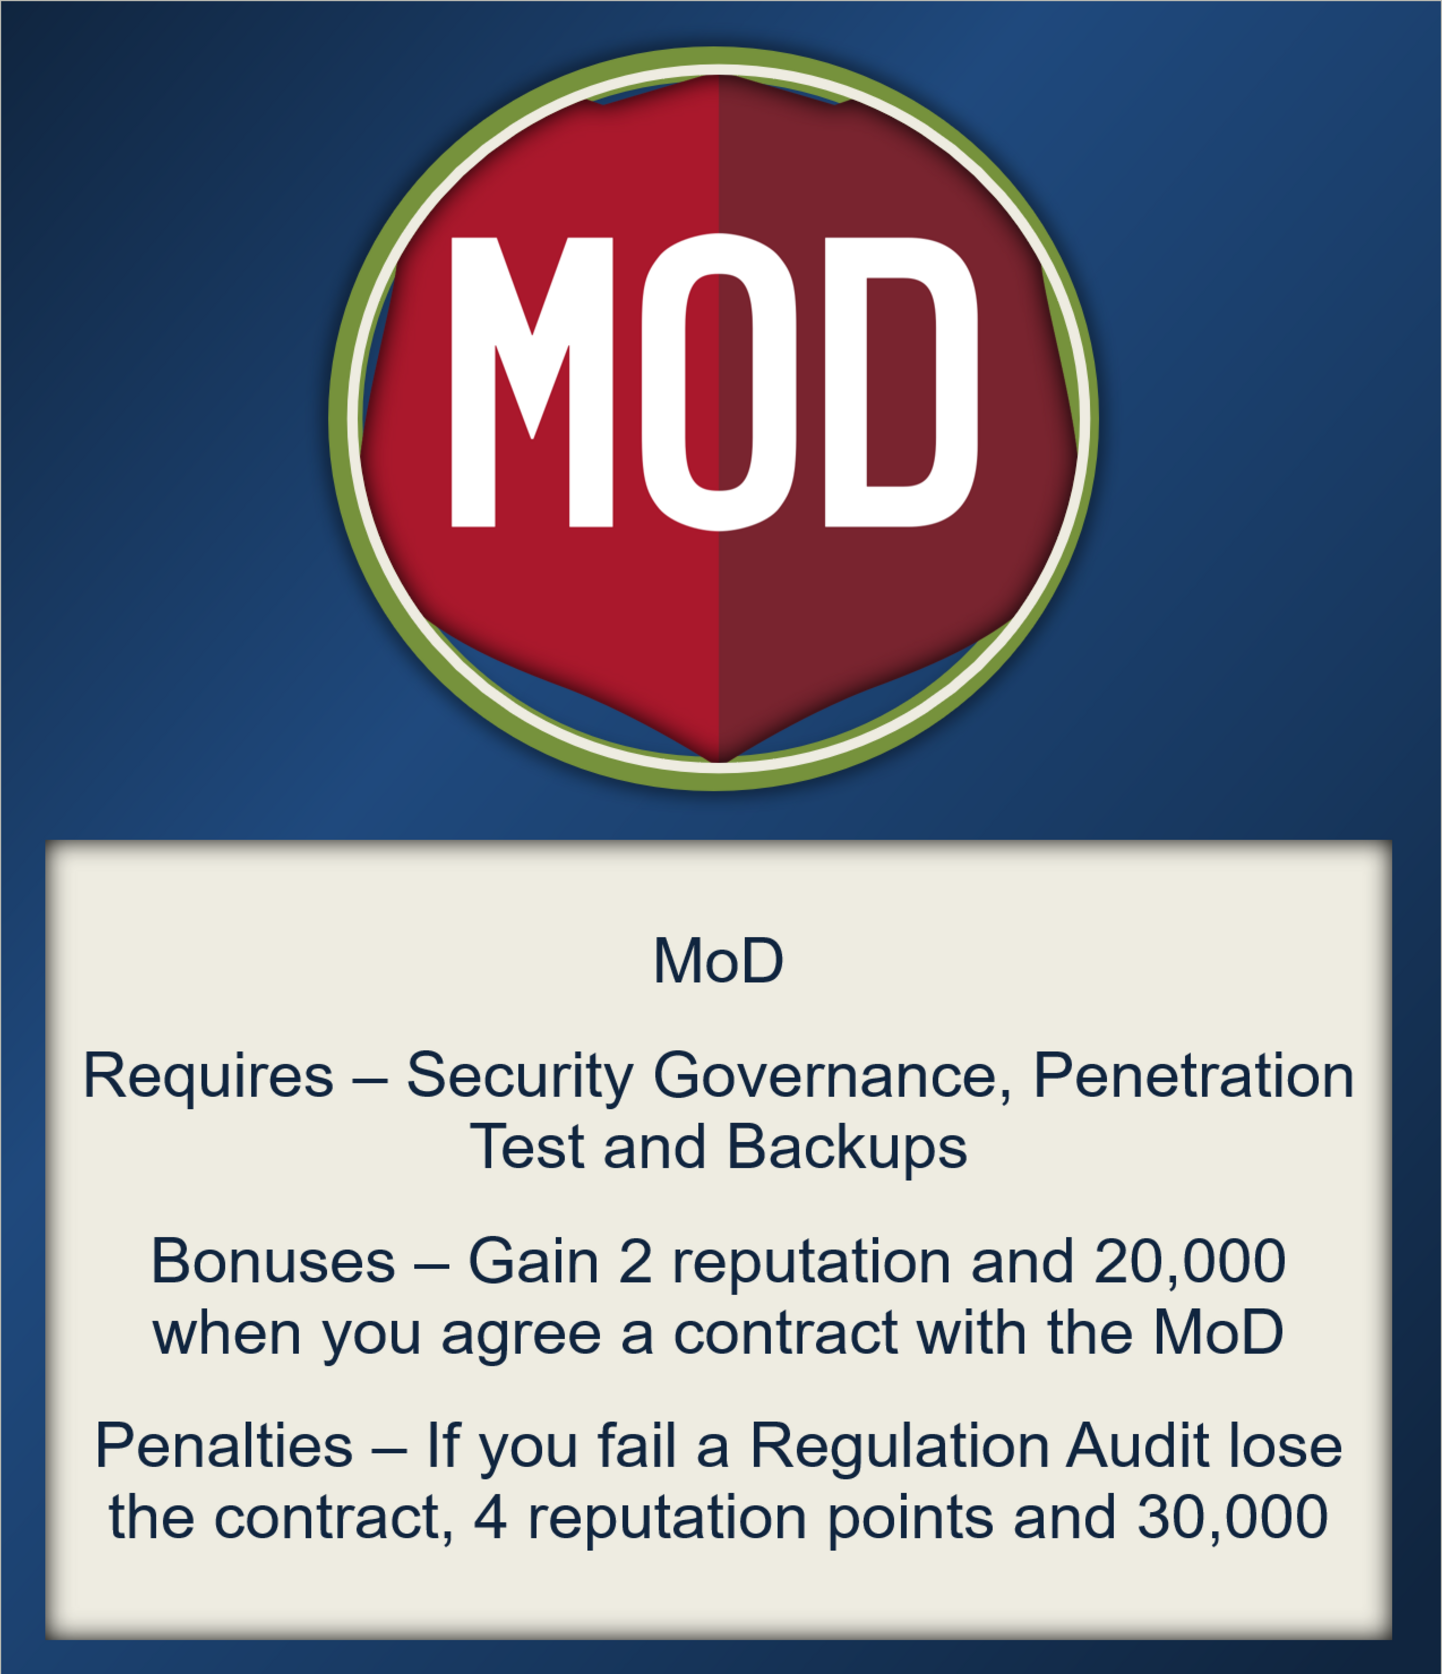 MOD
MoD
Requires – Security Governance, Penetration
Test and Backups
Bonuses – Gain 2 reputation and 20,000
when you agree a contract with the MoD
Penalties – If you fail a Regulation Audit lose
the contract, 4 reputation points and 30,000